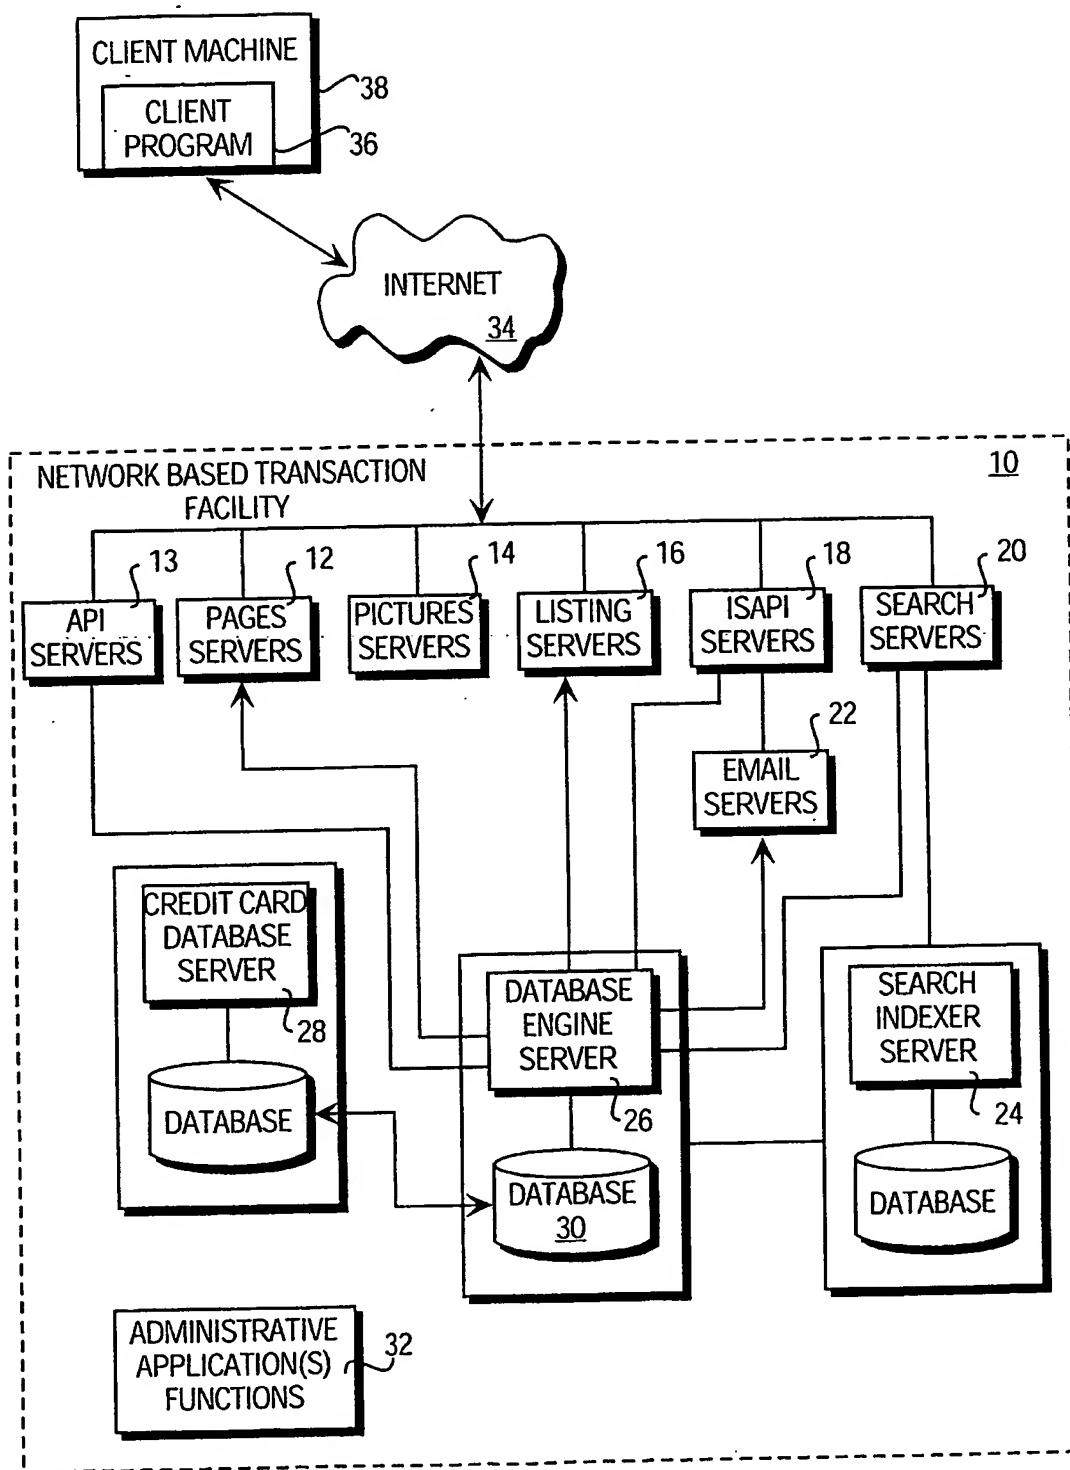 CLIENT MACHINE
38
CLIENT
PROGRAM
36
INTERNET
34
NETWORK BASED TRANSACTION
FACILITY
10
13
12
14
16
18
20
API
SERVERS
PAGES
SERVERS
PICTURES
SERVERS
LISTING
SERVERS
ISAPI
SERVERS
SEARCH
SERVERS
22
EMAIL
SERVERS
CREDIT CARD
DATABASE
SERVER
28
DATABASE
DATABASE
ENGINE
SERVER
26
DATABASE
30
SEARCH
INDEXER
SERVER
24
DATABASE
ADMINISTRATIVE
APPLICATION(S)
FUNCTIONS
32